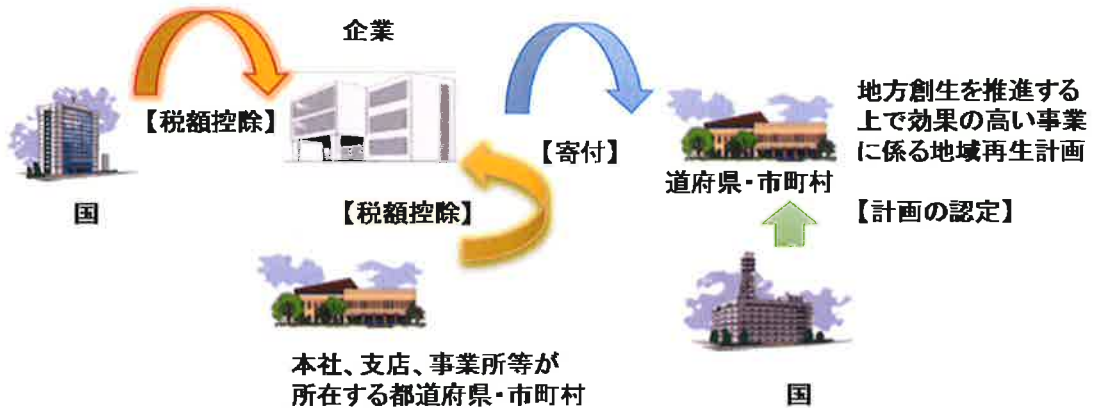 企業
【税額控除】
国
【税額控除】
本社、支店、事業所等が
所在する都道府県・市町村
【寄付】
道府県・市町村
地方創生を推進する
上で効果の高い事業
に係る地域再生計画
【計画の認定】
国